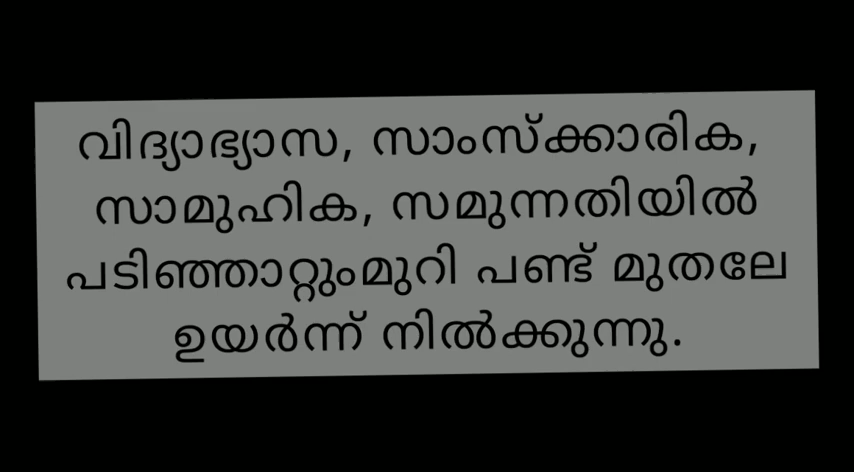 വിദ്യാഭ്യാസ, സാംസ്ക്കാരിക,
സാമുഹിക, സമുന്നതിയിൽ
പടിഞ്ഞാറ്റുംമുറി പണ്ട് മുതലേ
ഉയർന്ന് നിൽക്കുന്നു.